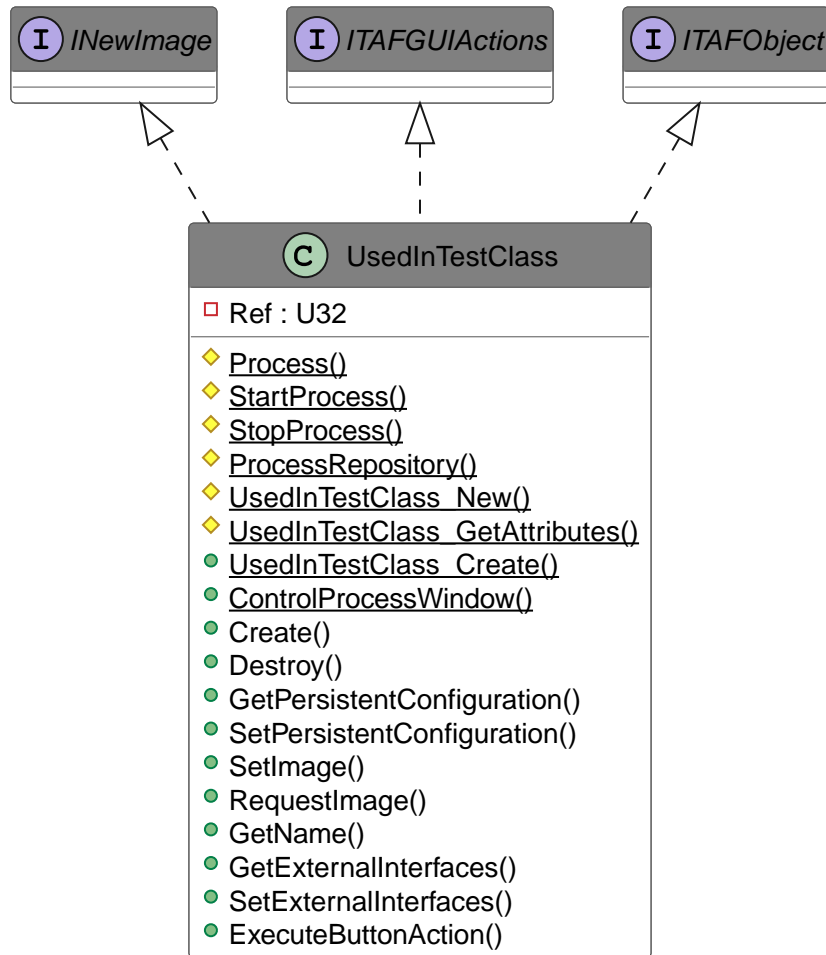 I INewImage
I ITAFGUIActions
I ITAFObject
C UsedInTestClass
Ref : U32
Process()
StartProcess()
StopProcess()
ProcessRepository()
UsedInTestClass_New()
UsedInTestClass_GetAttributes()
UsedInTestClass_Create()
ControlProcessWindow()
Create()
Destroy()
GetPersistentConfiguration()
SetPersistentConfiguration()
SetImage()
RequestImage()
GetName()
GetExternalInterfaces()
SetExternalInterfaces()
ExecuteButtonAction()